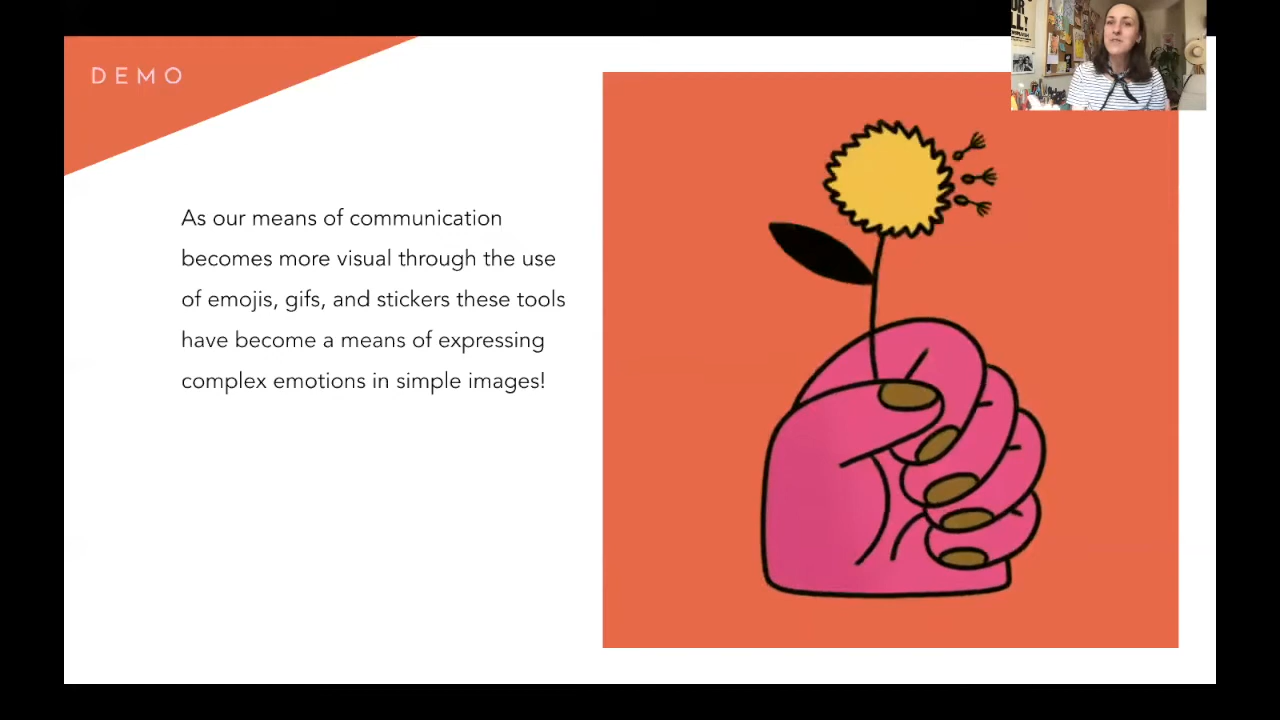 DEMO
As our means of communication
becomes more visual through the use
of emojis, gifs, and stickers these tools
have become a means of expressing
complex emotions in simple images!